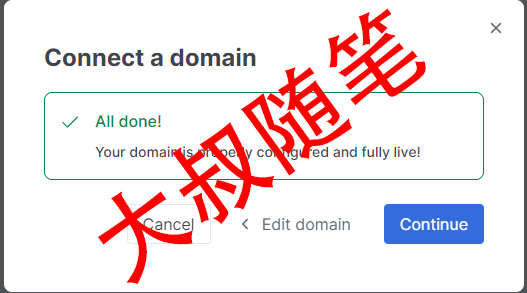 Connect a domain
All done!
Your domain is properly configured and fully live!
Cancel
Edit domain
Continue
大叔随笔